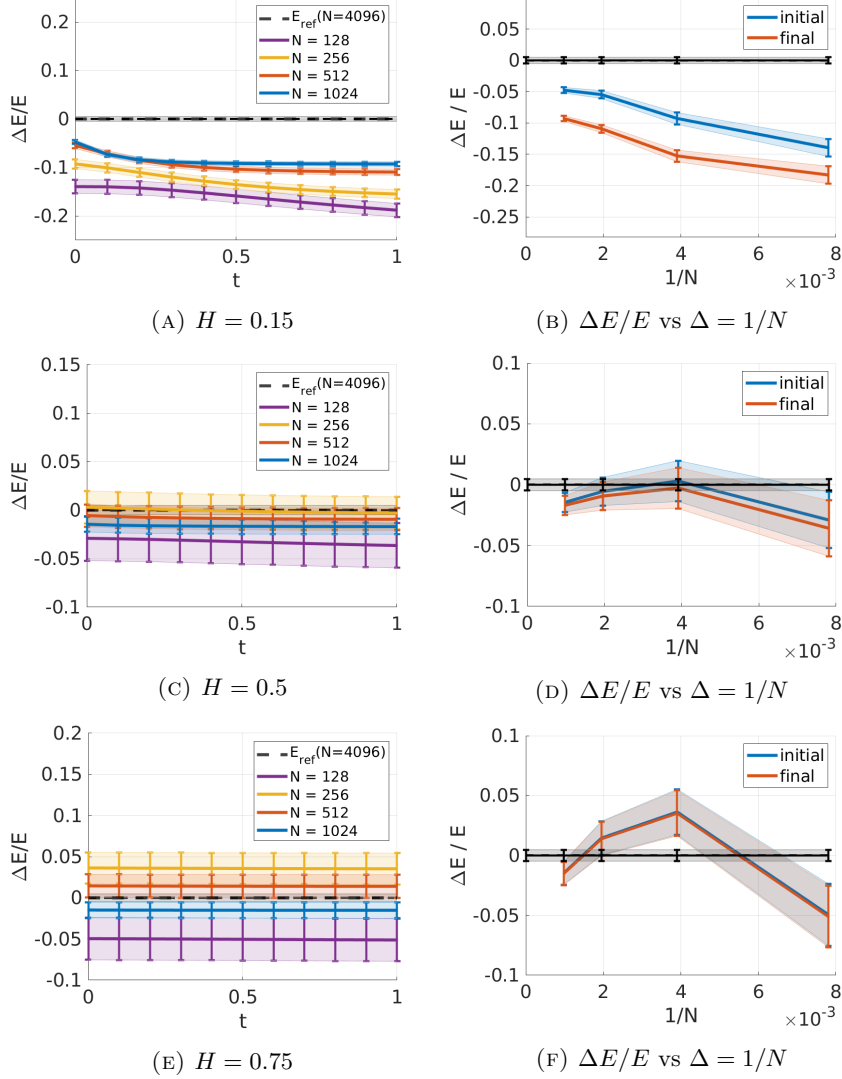 E_ref(N=4096)
N = 128
N = 256
N = 512
N = 1024
0.2
0.1
0
-0.1
-0.2
ΔE/E
0 0.5 1
t
(A) H = 0.15
initial
final
0
-0.05
-0.1
-0.15
-0.2
-0.25
ΔE / E
0 2 4 6 8
1/N ×10⁻³
(B) ΔE/E vs Δ = 1/N
E_ref(N=4096)
N = 128
N = 256
N = 512
N = 1024
0.15
0.1
0.05
0
-0.05
-0.1
ΔE/E
0 0.5 1
t
(C) H = 0.5
initial
final
0.1
0.05
0
-0.05
-0.1
ΔE / E
0 2 4 6 8
1/N ×10⁻³
(D) ΔE/E vs Δ = 1/N
E_ref(N=4096)
N = 128
N = 256
N = 512
N = 1024
0.2
0.15
0.1
0.05
0
-0.05
-0.1
ΔE/E
0 0.5 1
t
(E) H = 0.75
initial
final
0.1
0.05
0
-0.05
-0.1
ΔE / E
0 2 4 6 8
1/N ×10⁻³
(F) ΔE/E vs Δ = 1/N